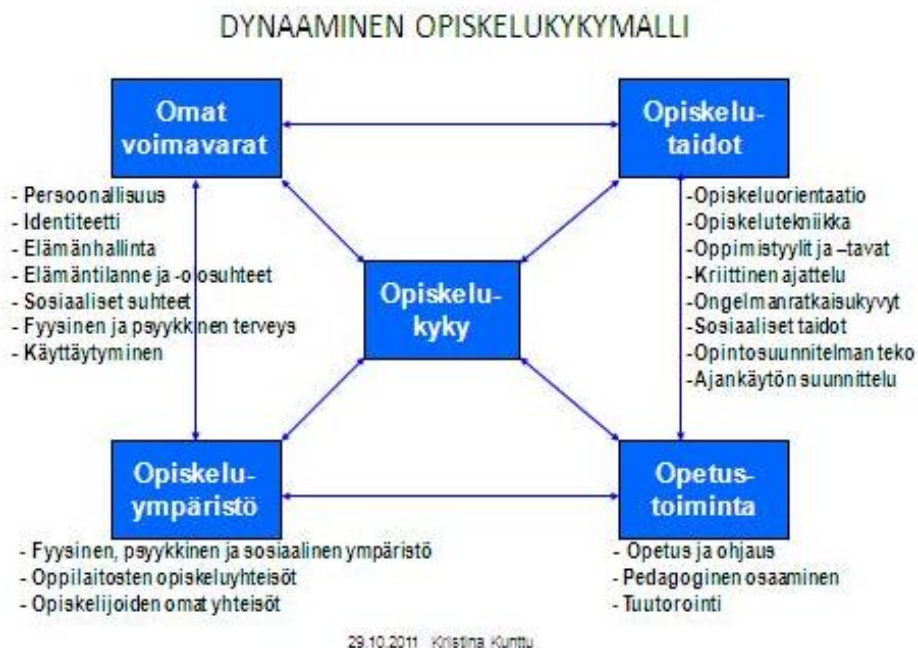 DYNAAMINEN OPISKELUKYKYMALLI
Omat
voimavarat
- Persoonallisuus
- Identiteetti
- Elämänhallinta
- Elämäntilanne ja -olosuhteet
- Sosiaaliset suhteet
- Fyysinen ja psyykkinen terveys
- Käyttäytyminen
Opiskelu-
taidot
-Opiskeluorientaatio
-Opiskelutekniikka
-Oppimistyylit ja –tavat
-Kriittinen ajattelu
-Ongelmanratkaisukyvyt
-Sosiaaliset taidot
-Opintosuunnitelman teko
-Ajankäytön suunnittelu
Opiskelu-
kyky
Opiskelu-
ympäristö
- Fyysinen, psyykkinen ja sosiaalinen ympäristö
- Oppilaitosten opiskeluyhteisöt
- Opiskelijoiden omat yhteisöt
Opetus-
toiminta
- Opetus ja ohjaus
- Pedagoginen osaaminen
- Tuutorointi
29.10.2011 Kristina Kunttu